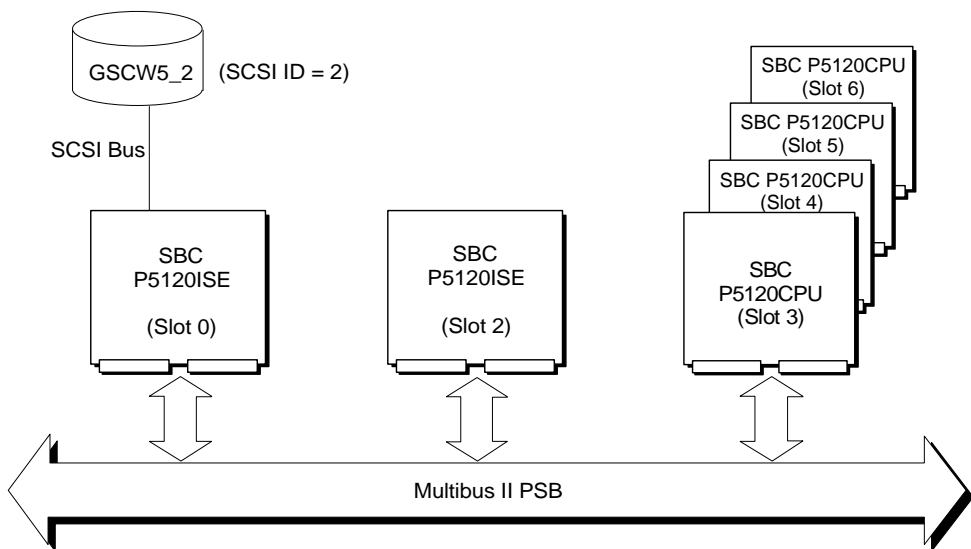 GSCW5_2
(SCSI ID = 2)
SCSI Bus
SBC
P5120ISE
(Slot 0)
SBC
P5120ISE
(Slot 2)
SBC P5120CPU
(Slot 6)
SBC P5120CPU
(Slot 5)
SBC P5120CPU
(Slot 4)
SBC
P5120CPU
(Slot 3)
Multibus II PSB